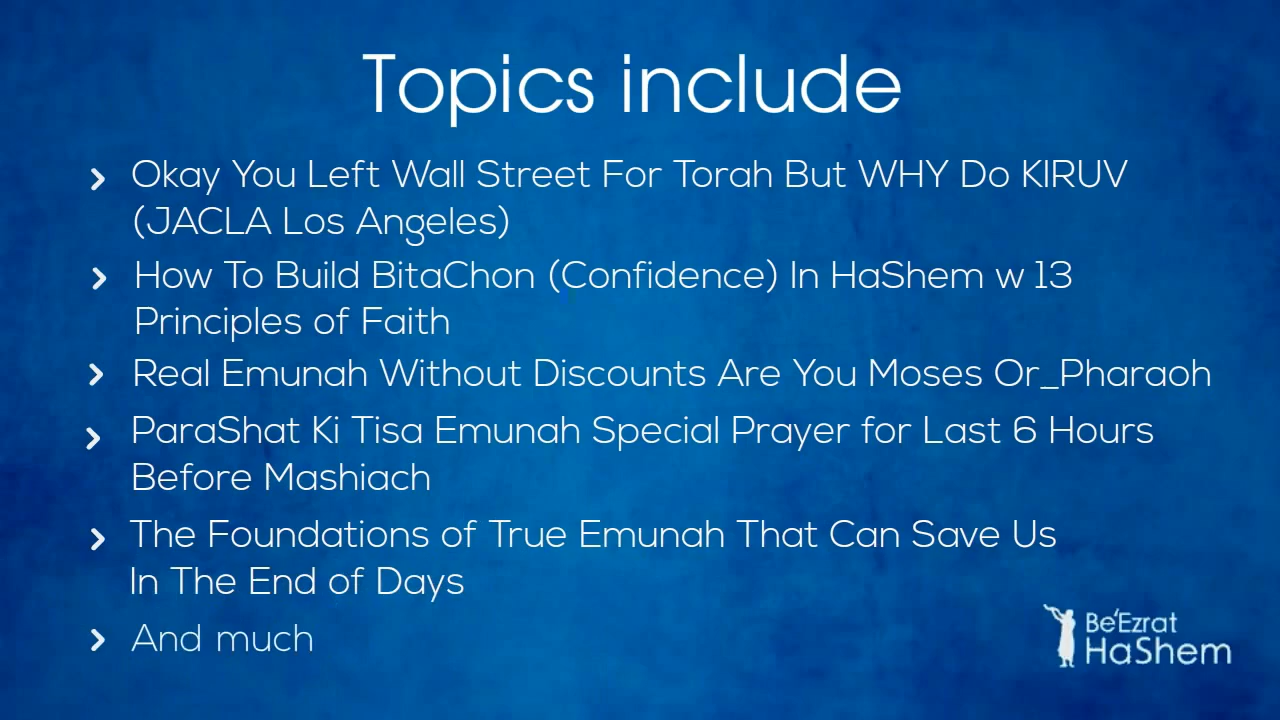 Topics include
Okay You Left Wall Street For Torah But WHY Do KIRUV
(JACLA Los Angeles)
How To Build BitaChon (Confidence) In HaShem w 13
Principles of Faith
Real Emunah Without Discounts Are You Moses Or_Pharaoh
ParaShat Ki Tisa Emunah Special Prayer for Last 6 Hours
Before Mashiach
The Foundations of True Emunah That Can Save Us
In The End of Days
And much
Be'Ezrat
HaShem